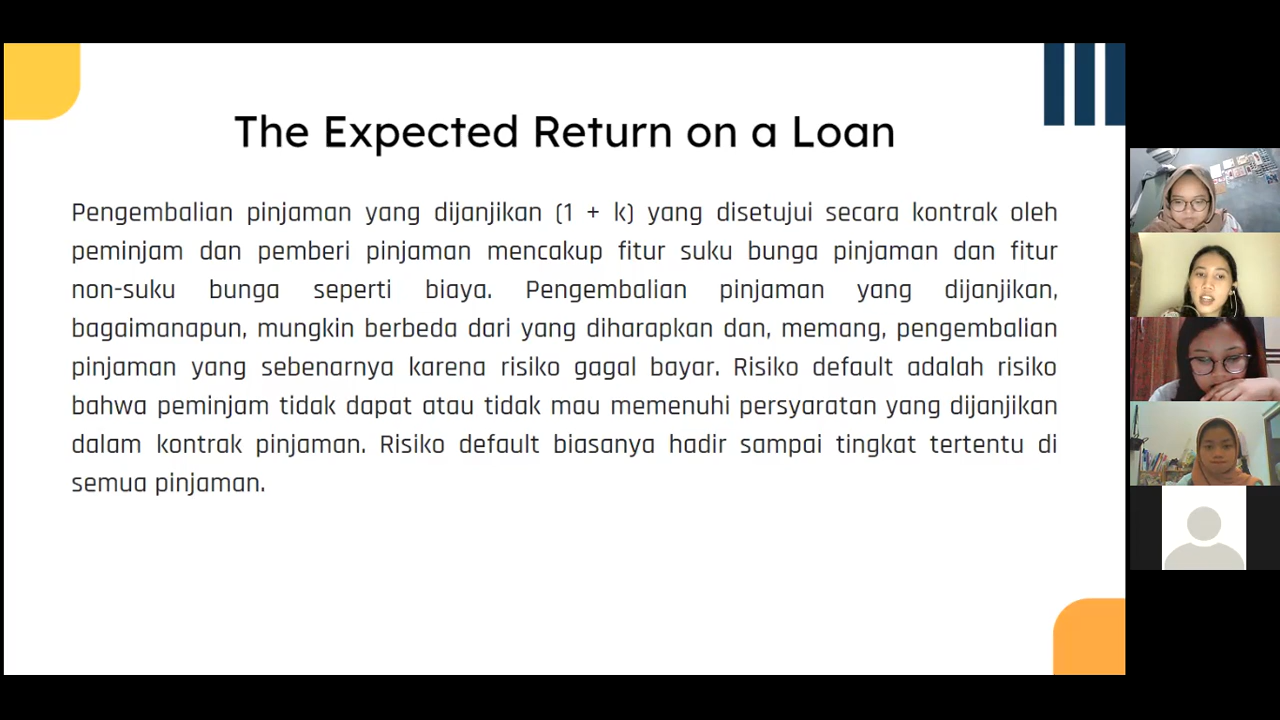 The Expected Return on a Loan
Pengembalian pinjaman yang dijanjikan (1 + k) yang disetujui secara kontrak oleh
peminjam dan pemberi pinjaman mencakup fitur suku bunga pinjaman dan fitur
non-suku bunga seperti biaya. Pengembalian pinjaman yang dijanjikan,
bagaimanapun, mungkin berbeda dari yang diharapkan dan, memang, pengembalian
pinjaman yang sebenarnya karena risiko gagal bayar. Risiko default adalah risiko
bahwa peminjam tidak dapat atau tidak mau memenuhi persyaratan yang dijanjikan
dalam kontrak pinjaman. Risiko default biasanya hadir sampai tingkat tertentu di
semua pinjaman.